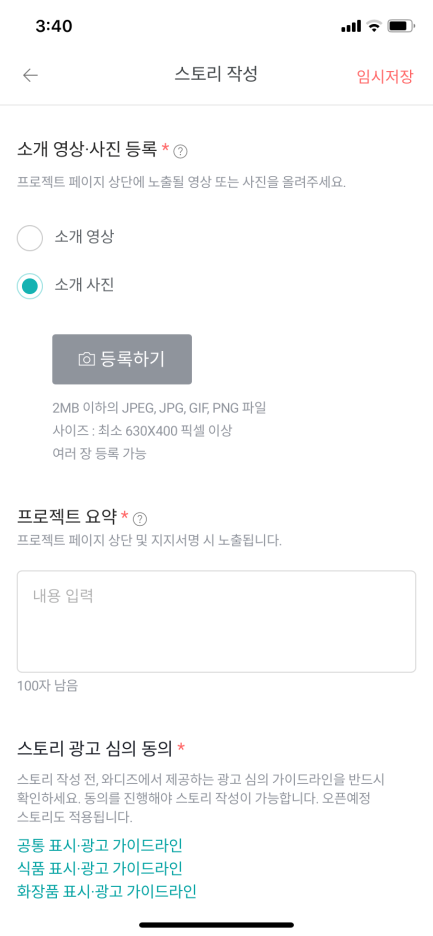 3:40
스토리 작성
임시저장
소개 영상·사진 등록 * ?
프로젝트 페이지 상단에 노출될 영상 또는 사진을 올려주세요.
소개 영상
소개 사진
등록하기
2MB 이하의 JPEG, JPG, GIF, PNG 파일
사이즈 : 최소 630X400 픽셀 이상
여러 장 등록 가능
프로젝트 요약 * ?
프로젝트 페이지 상단 및 지지서명 시 노출됩니다.
내용 입력
100자 남음
스토리 광고 심의 동의 *
스토리 작성 전, 와디즈에서 제공하는 광고 심의 가이드라인을 반드시
확인하세요. 동의를 진행해야 스토리 작성이 가능합니다. 오픈예정
스토리도 적용됩니다.
공통 표시·광고 가이드라인
식품 표시·광고 가이드라인
화장품 표시·광고 가이드라인